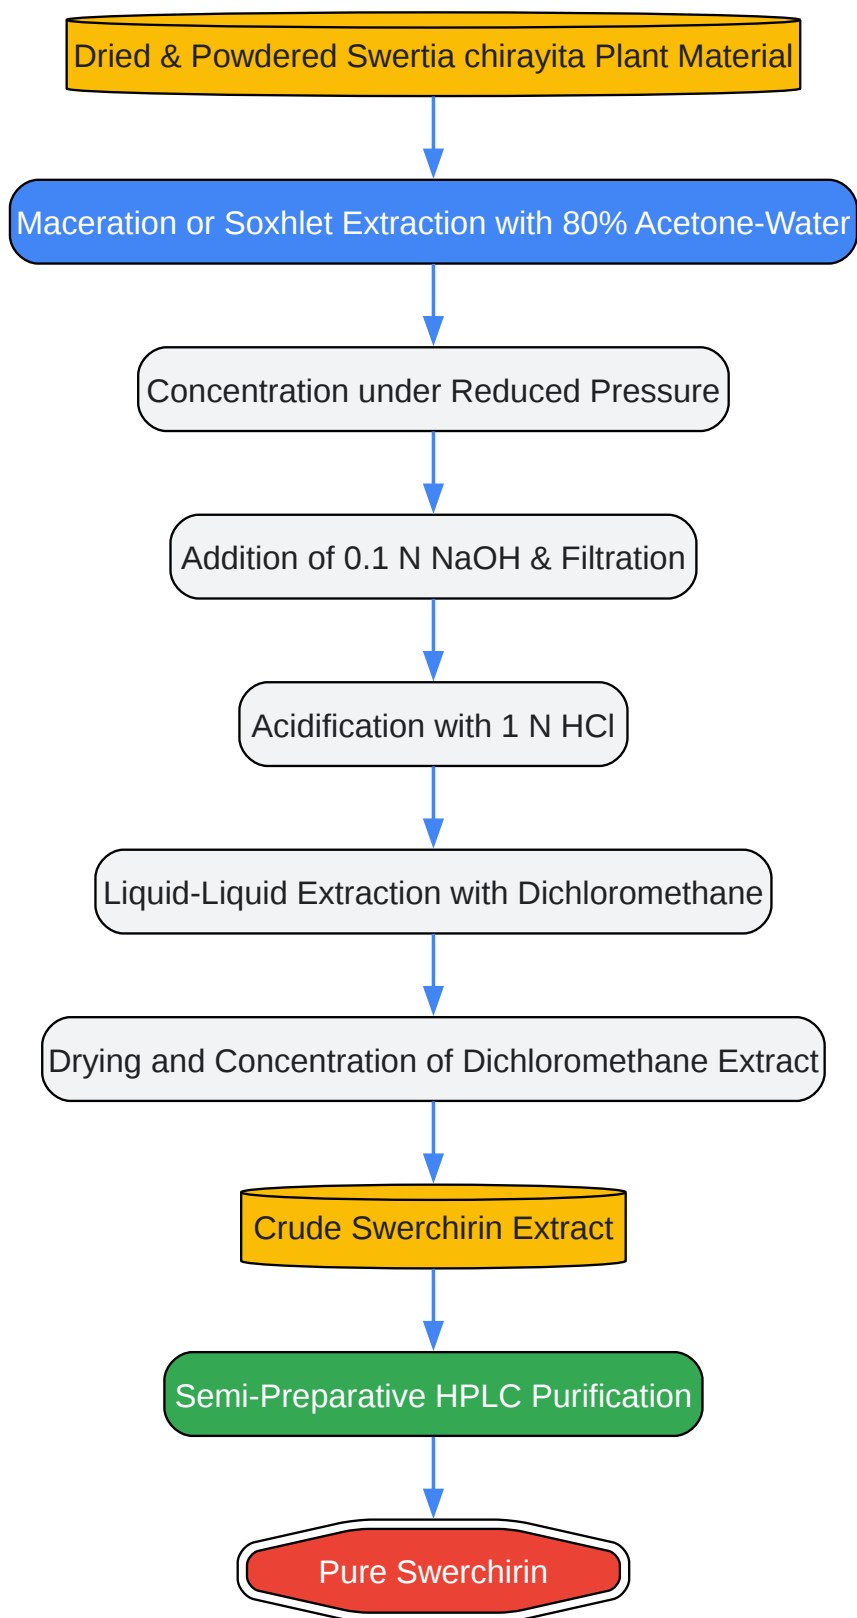 Dried & Powdered Swertia chirayita Plant Material
Maceration or Soxhlet Extraction with 80% Acetone-Water
Concentration under Reduced Pressure
Addition of 0.1 N NaOH & Filtration
Acidification with 1 N HCl
Liquid-Liquid Extraction with Dichloromethane
Drying and Concentration of Dichloromethane Extract
Crude Swerchirin Extract
Semi-Preparative HPLC Purification
Pure Swerchirin